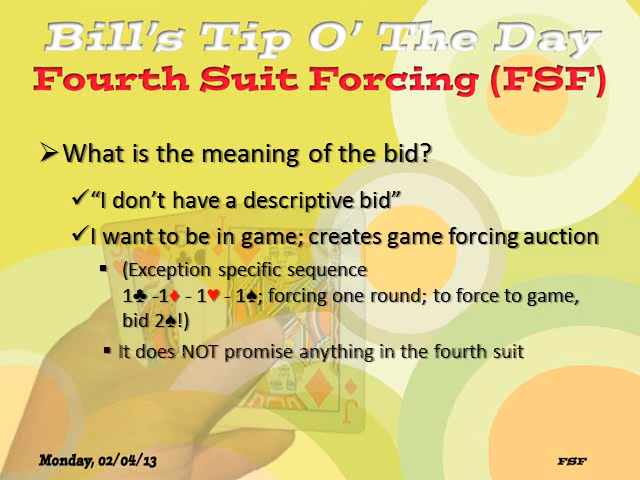 Bill's Tip O' The Day
Fourth Suit Forcing (FSF)
➢What is the meaning of the bid?
✓"I don't have a descriptive bid"
✓I want to be in game; creates game forcing auction
▪ (Exception specific sequence
1♣ -1♦ - 1♥ - 1♠; forcing one round; to force to game,
bid 2♠!)
▪ It does NOT promise anything in the fourth suit
Monday, 02/04/13
FSF